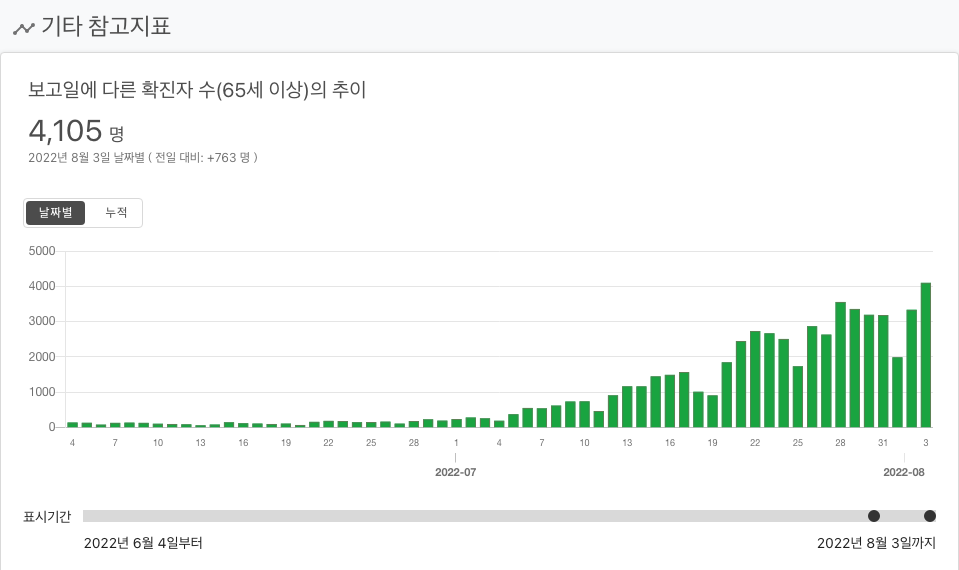 기타 참고지표
보고일에 다른 확진자 수(65세 이상)의 추이
4,105 명
2022년 8월 3일 날짜별 ( 전일 대비: +763 명 )
날짜별 누적
5000
4000
3000
2000
1000
0
4 7 10 13 16 19 22 25 28 1 4 7 10 13 16 19 22 25 28 31 3
2022-07 2022-08
표시기간
2022년 6월 4일부터 2022년 8월 3일까지